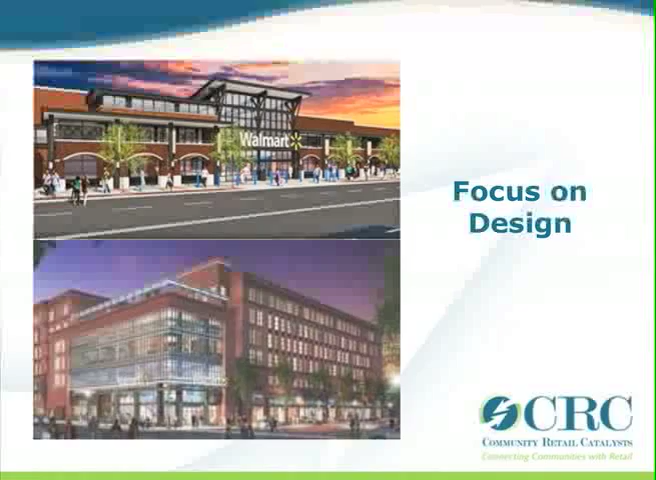 Walmart
Focus on
Design
CRC
COMMUNITY RETAIL CATALYSTS
Connecting Communities with Retail